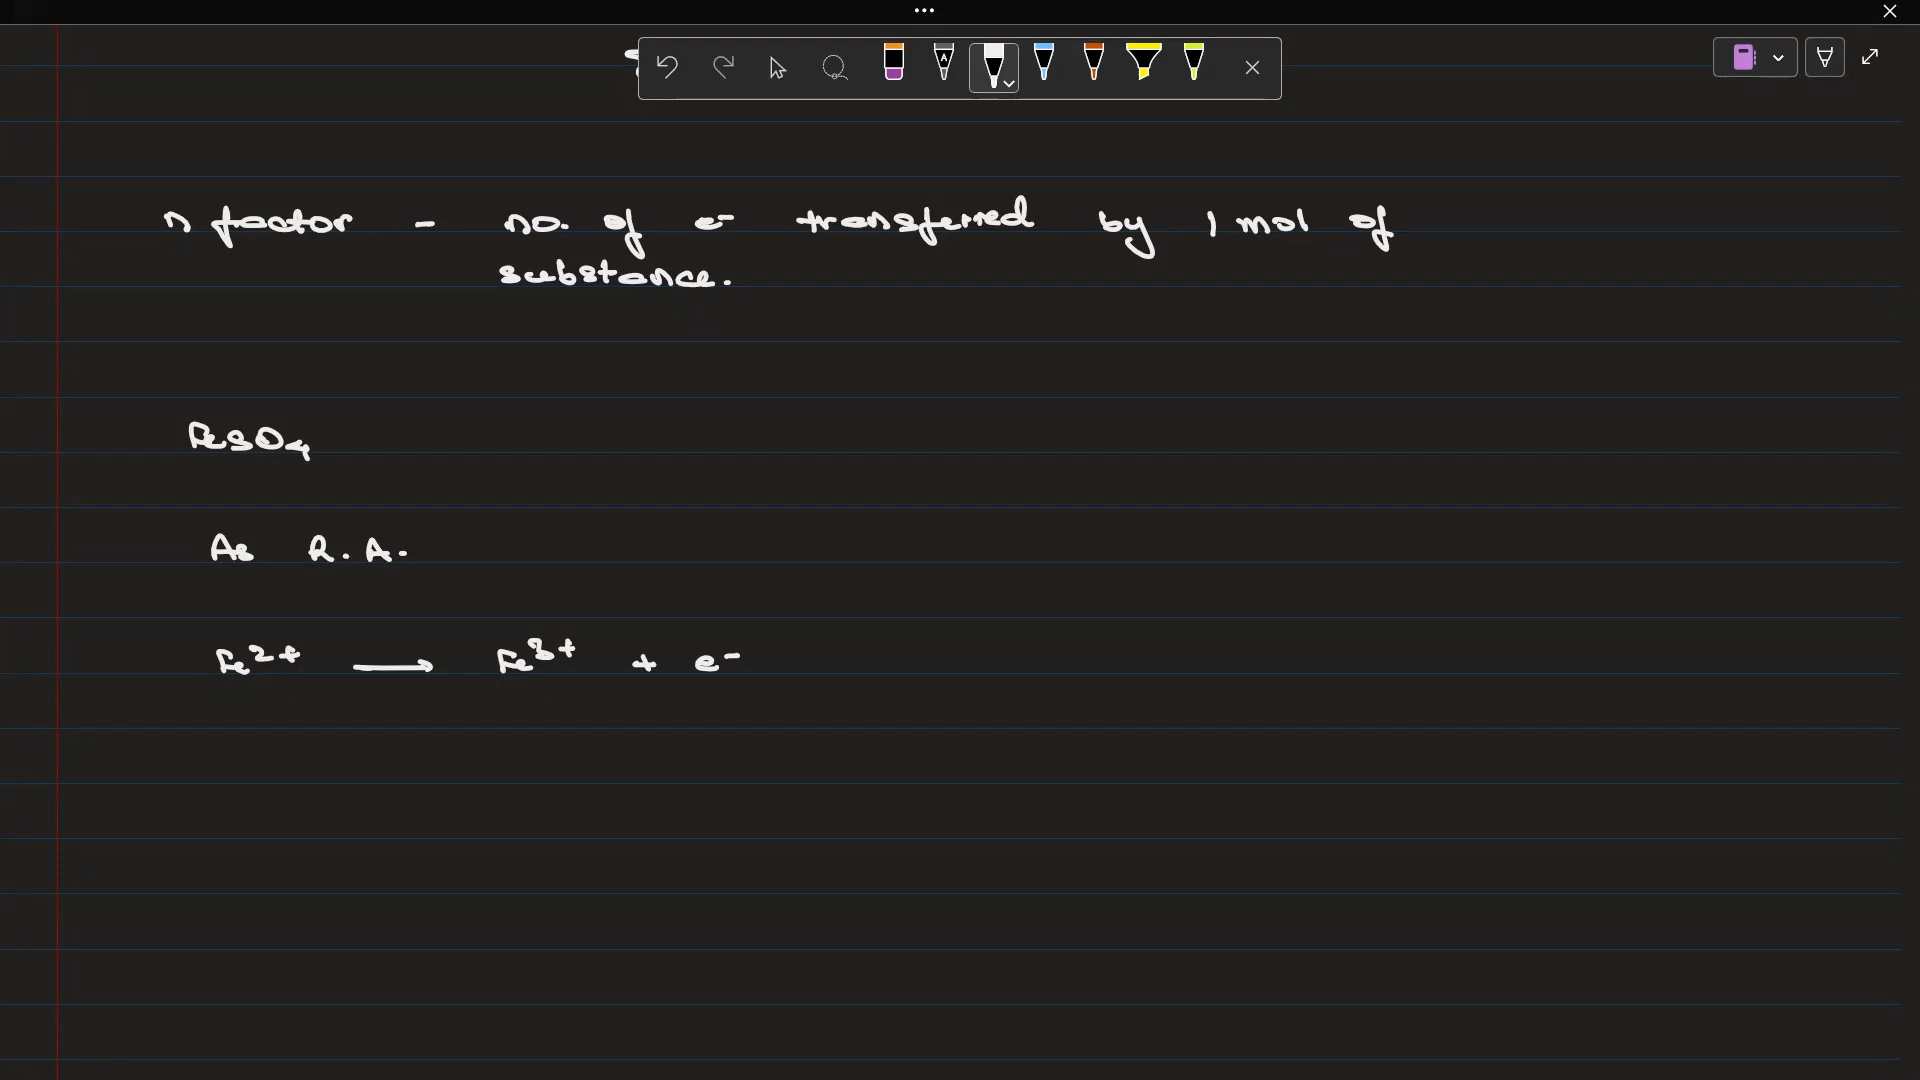 n factor - no. of e⁻ transferred by 1 mol of
substance.
FeSO₄
As R.A.
Fe²⁺ ⟶ Fe³⁺ + e⁻